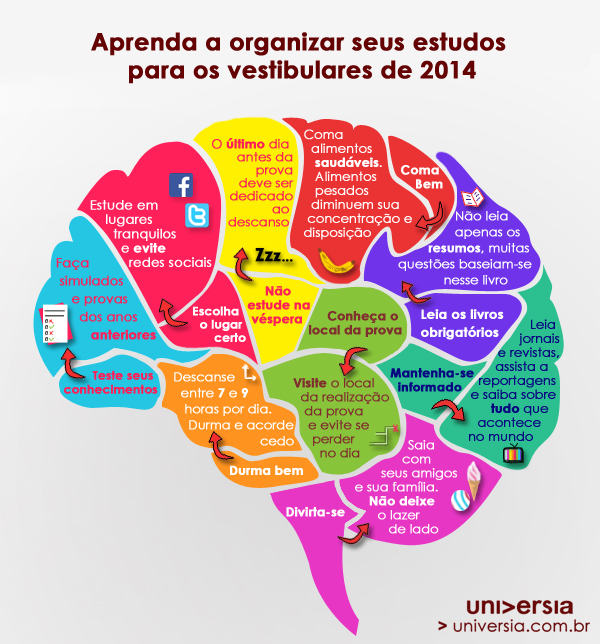 Aprenda a organizar seus estudos
para os vestibulares de 2014
Faça
simulados
e provas
dos anos
anteriores
Teste seus
conhecimentos
Estude em
lugares
tranquilos
e evite
redes sociais
Escolha
o lugar
certo
O último dia
antes da
prova
deve ser
dedicado
ao
descanso
Zzz...
Não
estude na
véspera
Coma
alimentos
saudáveis.
Alimentos
pesados
diminuem sua
concentração e
disposição
Coma
Bem
Não leia
apenas os
resumos, muitas
questões baseiam-se
nesse livro
Leia os livros
obrigatórios
Conheça o
local da prova
Visite o local
da realização
da prova
e evite se
perder
no dia
Mantenha-se
informado
Leia
jornais
e revistas,
assista a
reportagens
e saiba sobre
tudo que
acontece
no mundo
Descanse
entre 7 e 9
horas por dia.
Durma e acorde
cedo
Durma bem
Divirta-se
Saia
com
seus amigos
e sua família.
Não deixe
o lazer
de lado
universia
> universia.com.br